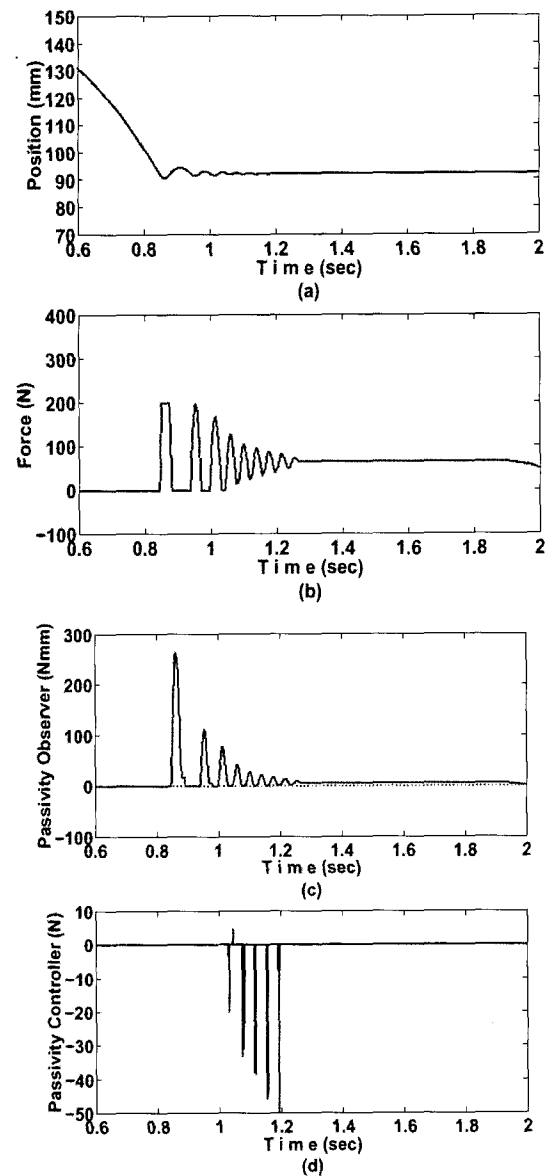 150
140
130
120
110
100
90
80
70
Position (mm)
0.6 0.8 1 1.2 1.4 1.6 1.8 2
T i m e (sec)
(a)
400
300
200
100
0
−100
Force (N)
0.6 0.8 1 1.2 1.4 1.6 1.8 2
T i m e (sec)
(b)
300
200
100
0
−100
Passivity Observer (Nmm)
0.6 0.8 1 1.2 1.4 1.6 1.8 2
T i m e (sec)
(c)
10
0
−10
−20
−30
−40
−50
Passivity Controller (N)
0.6 0.8 1 1.2 1.4 1.6 1.8 2
T i m e (sec)
(d)